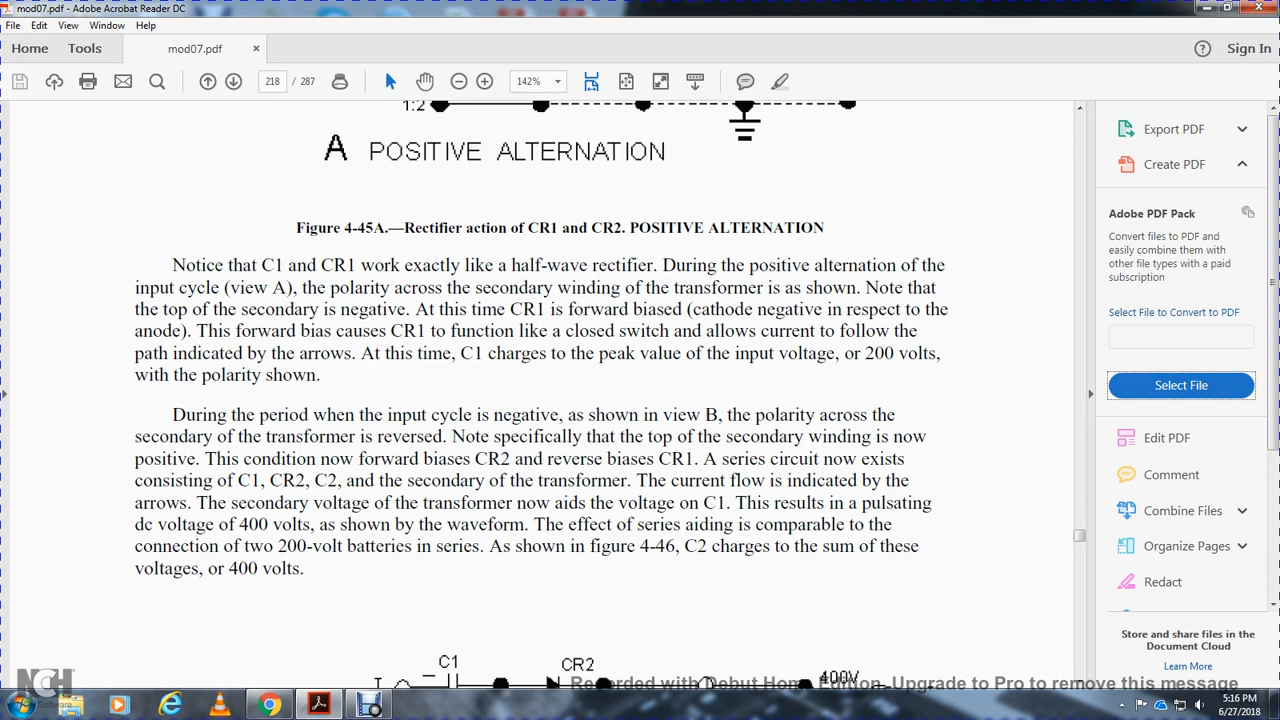 mod07.pdf - Adobe Acrobat Reader DC
File Edit View Window Help
Home Tools mod07.pdf × Sign In
218 / 287 142%
1:2
A POSITIVE ALTERNATION
Figure 4-45A.—Rectifier action of CR1 and CR2. POSITIVE ALTERNATION
Notice that C1 and CR1 work exactly like a half-wave rectifier. During the positive alternation of the
input cycle (view A), the polarity across the secondary winding of the transformer is as shown. Note that
the top of the secondary is negative. At this time CR1 is forward biased (cathode negative in respect to the
anode). This forward bias causes CR1 to function like a closed switch and allows current to follow the
path indicated by the arrows. At this time, C1 charges to the peak value of the input voltage, or 200 volts,
with the polarity shown.
During the period when the input cycle is negative, as shown in view B, the polarity across the
secondary of the transformer is reversed. Note specifically that the top of the secondary winding is now
positive. This condition now forward biases CR2 and reverse biases CR1. A series circuit now exists
consisting of C1, CR2, C2, and the secondary of the transformer. The current flow is indicated by the
arrows. The secondary voltage of the transformer now aids the voltage on C1. This results in a pulsating
dc voltage of 400 volts, as shown by the waveform. The effect of series aiding is comparable to the
connection of two 200-volt batteries in series. As shown in figure 4-46, C2 charges to the sum of these
voltages, or 400 volts.
C1
CR2
400V
Export PDF
Create PDF
Adobe PDF Pack
Convert files to PDF and
easily combine them with
other file types with a paid
subscription
Select File to Convert to PDF
Select File
Edit PDF
Comment
Combine Files
Organize Pages
Redact
Store and share files in the
Document Cloud
Learn More
Recorded with Debut Home Edition. Upgrade to Pro to remove this message
NCH
Software
5:16 PM
6/27/2018